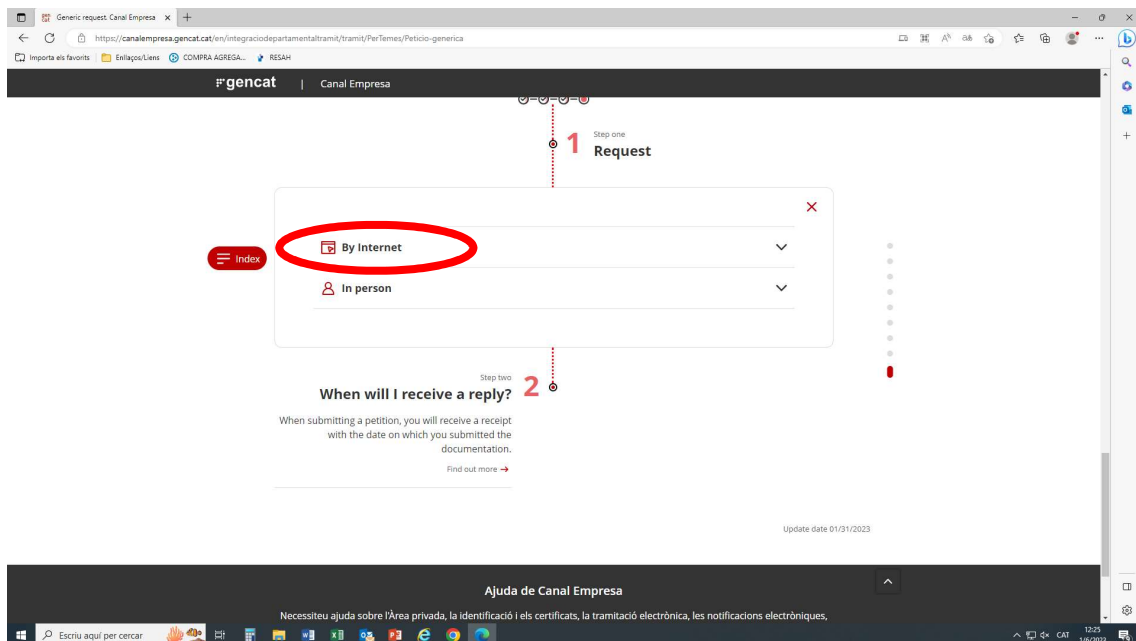 Generic request. Canal Empresa
https://canalempresa.gencat.cat/en/integraciodepartamentaltramit/tramit/PerTemes/Peticio-generica
Importa els favorits
Enllaços/Liens
COMPRA AGREGA...
RESAH
gencat | Canal Empresa
Step one
1 Request
By Internet
Index
In person
Step two
When will I receive a reply? 2
When submitting a petition, you will receive a receipt
with the date on which you submitted the
documentation.
Find out more →
Update date 01/31/2023
Ajuda de Canal Empresa
Necessiteu ajuda sobre l'Àrea privada, la identificació i els certificats, la tramitació electrònica, les notificacions electròniques,
Escriu aquí per cercar
CAT
12:25
1/6/2023